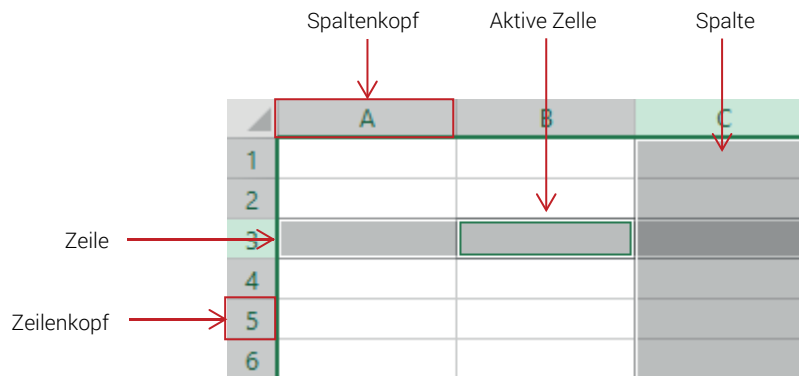 Spaltenkopf Aktive Zelle Spalte
A B C
1
2
Zeile 3
4
Zeilenkopf 5
6